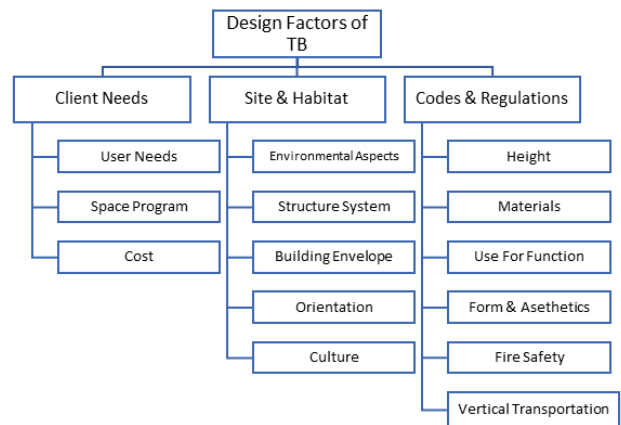 Design Factors of
TB
Client Needs
Site & Habitat
Codes & Regulations
User Needs
Space Program
Cost
Environmental Aspects
Structure System
Building Envelope
Orientation
Culture
Height
Materials
Use For Function
Form & Asethetics
Fire Safety
Vertical Transportation